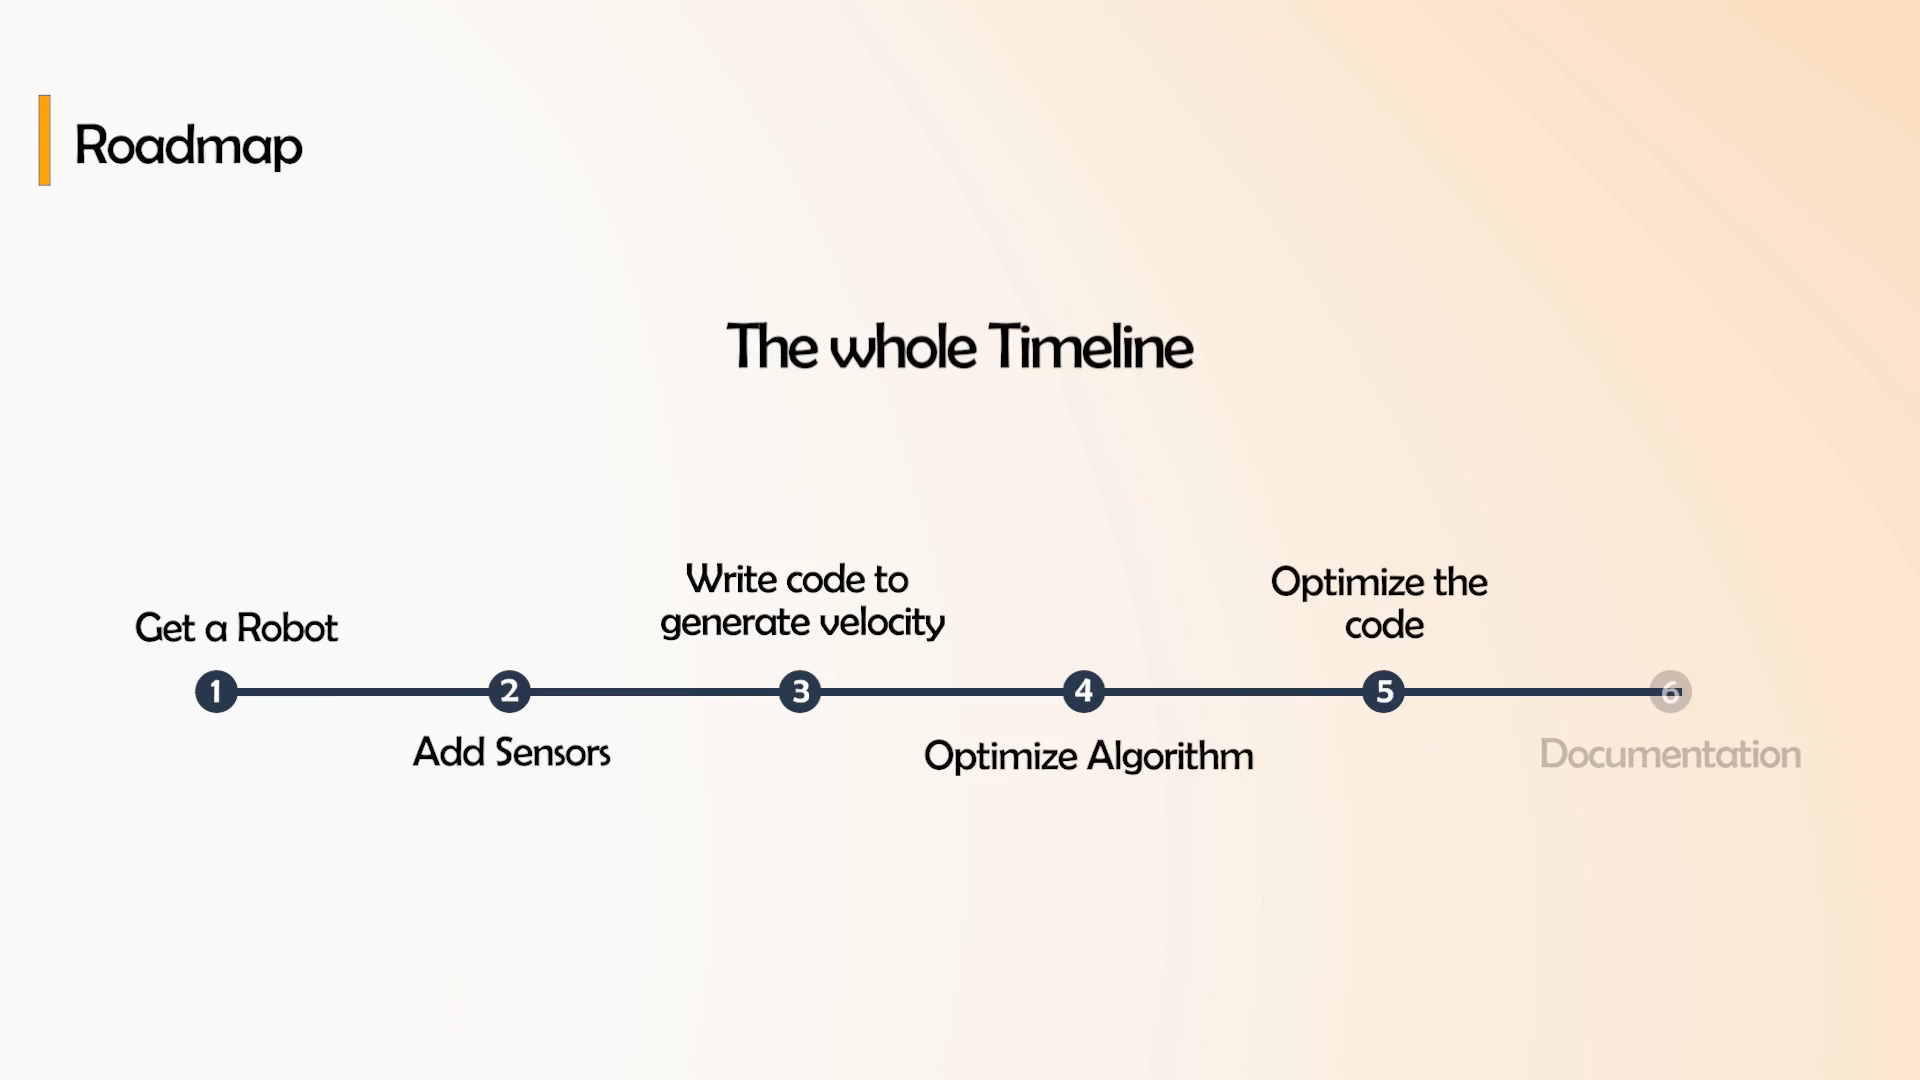 Roadmap
The whole Timeline
Get a Robot
Write code to
generate velocity
Optimize the
code
1
2
3
4
5
6
Add Sensors
Optimize Algorithm
Documentation